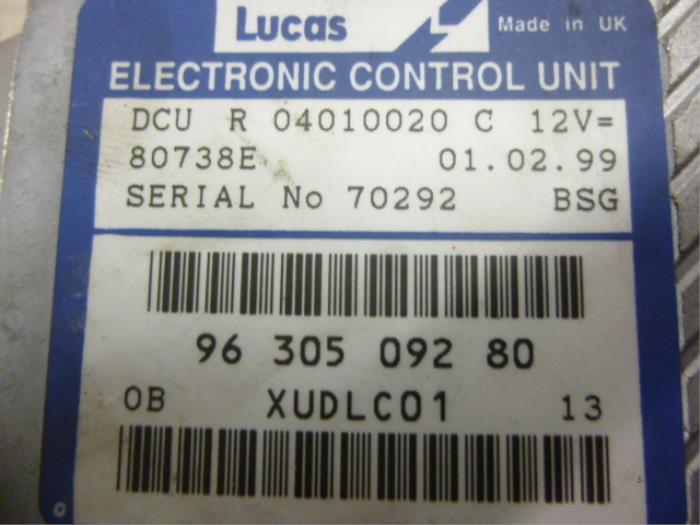 Lucas
Made in UK
ELECTRONIC CONTROL UNIT
DCU R 04010020 C 12V=
80738E 01.02.99
SERIAL No 70292 BSG
96 305 092 80
0B XUDLC01 13